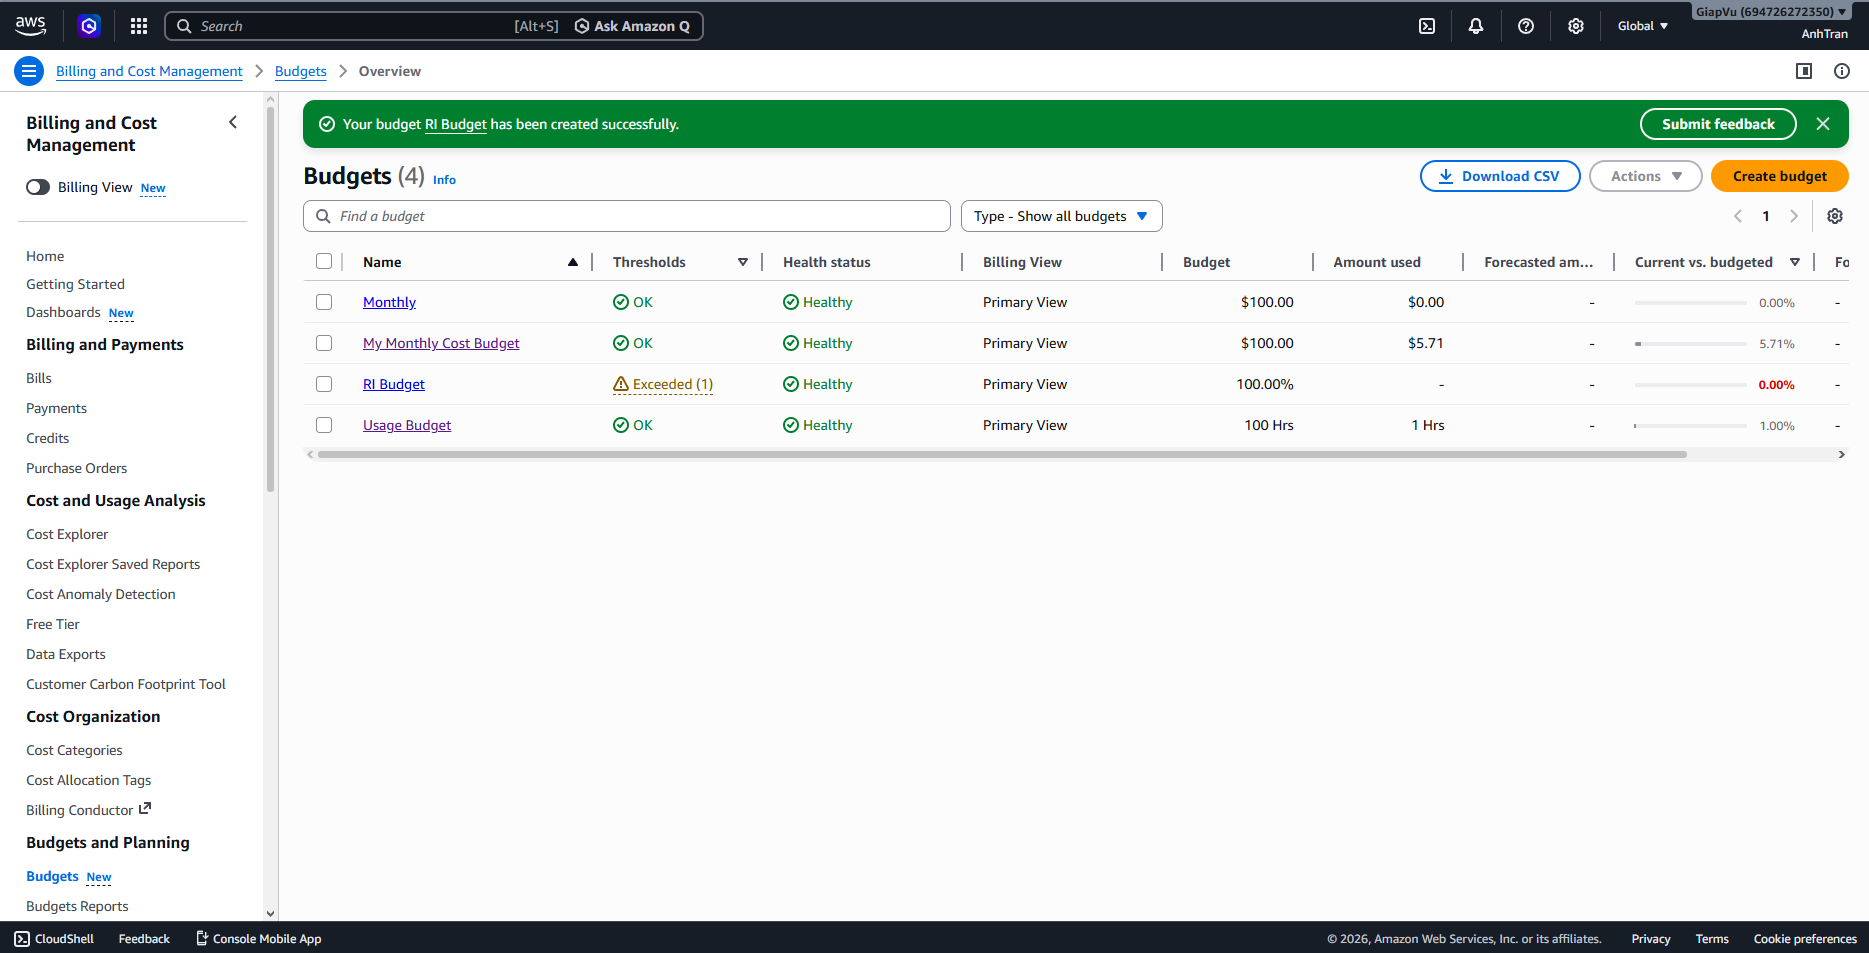 aws
Search [Alt+S] Ask Amazon Q
Global
GiapVu (694726272350)
AnhTran
Billing and Cost Management Budgets Overview
Billing and Cost
Management
Billing View New
Home
Getting Started
Dashboards New
Billing and Payments
Bills
Payments
Credits
Purchase Orders
Cost and Usage Analysis
Cost Explorer
Cost Explorer Saved Reports
Cost Anomaly Detection
Free Tier
Data Exports
Customer Carbon Footprint Tool
Cost Organization
Cost Categories
Cost Allocation Tags
Billing Conductor
Budgets and Planning
Budgets New
Budgets Reports
Your budget RI Budget has been created successfully.
Submit feedback
Budgets (4) Info
Download CSV
Actions
Create budget
Find a budget
Type - Show all budgets
1
Name Thresholds Health status Billing View Budget Amount used Forecasted am... Current vs. budgeted Fo
Monthly OK Healthy Primary View $100.00 $0.00 - 0.00% -
My Monthly Cost Budget OK Healthy Primary View $100.00 $5.71 - 5.71% -
RI Budget Exceeded (1) Healthy Primary View 100.00% - - 0.00% -
Usage Budget OK Healthy Primary View 100 Hrs 1 Hrs - 1.00% -
CloudShell Feedback Console Mobile App
© 2026, Amazon Web Services, Inc. or its affiliates. Privacy Terms Cookie preferences